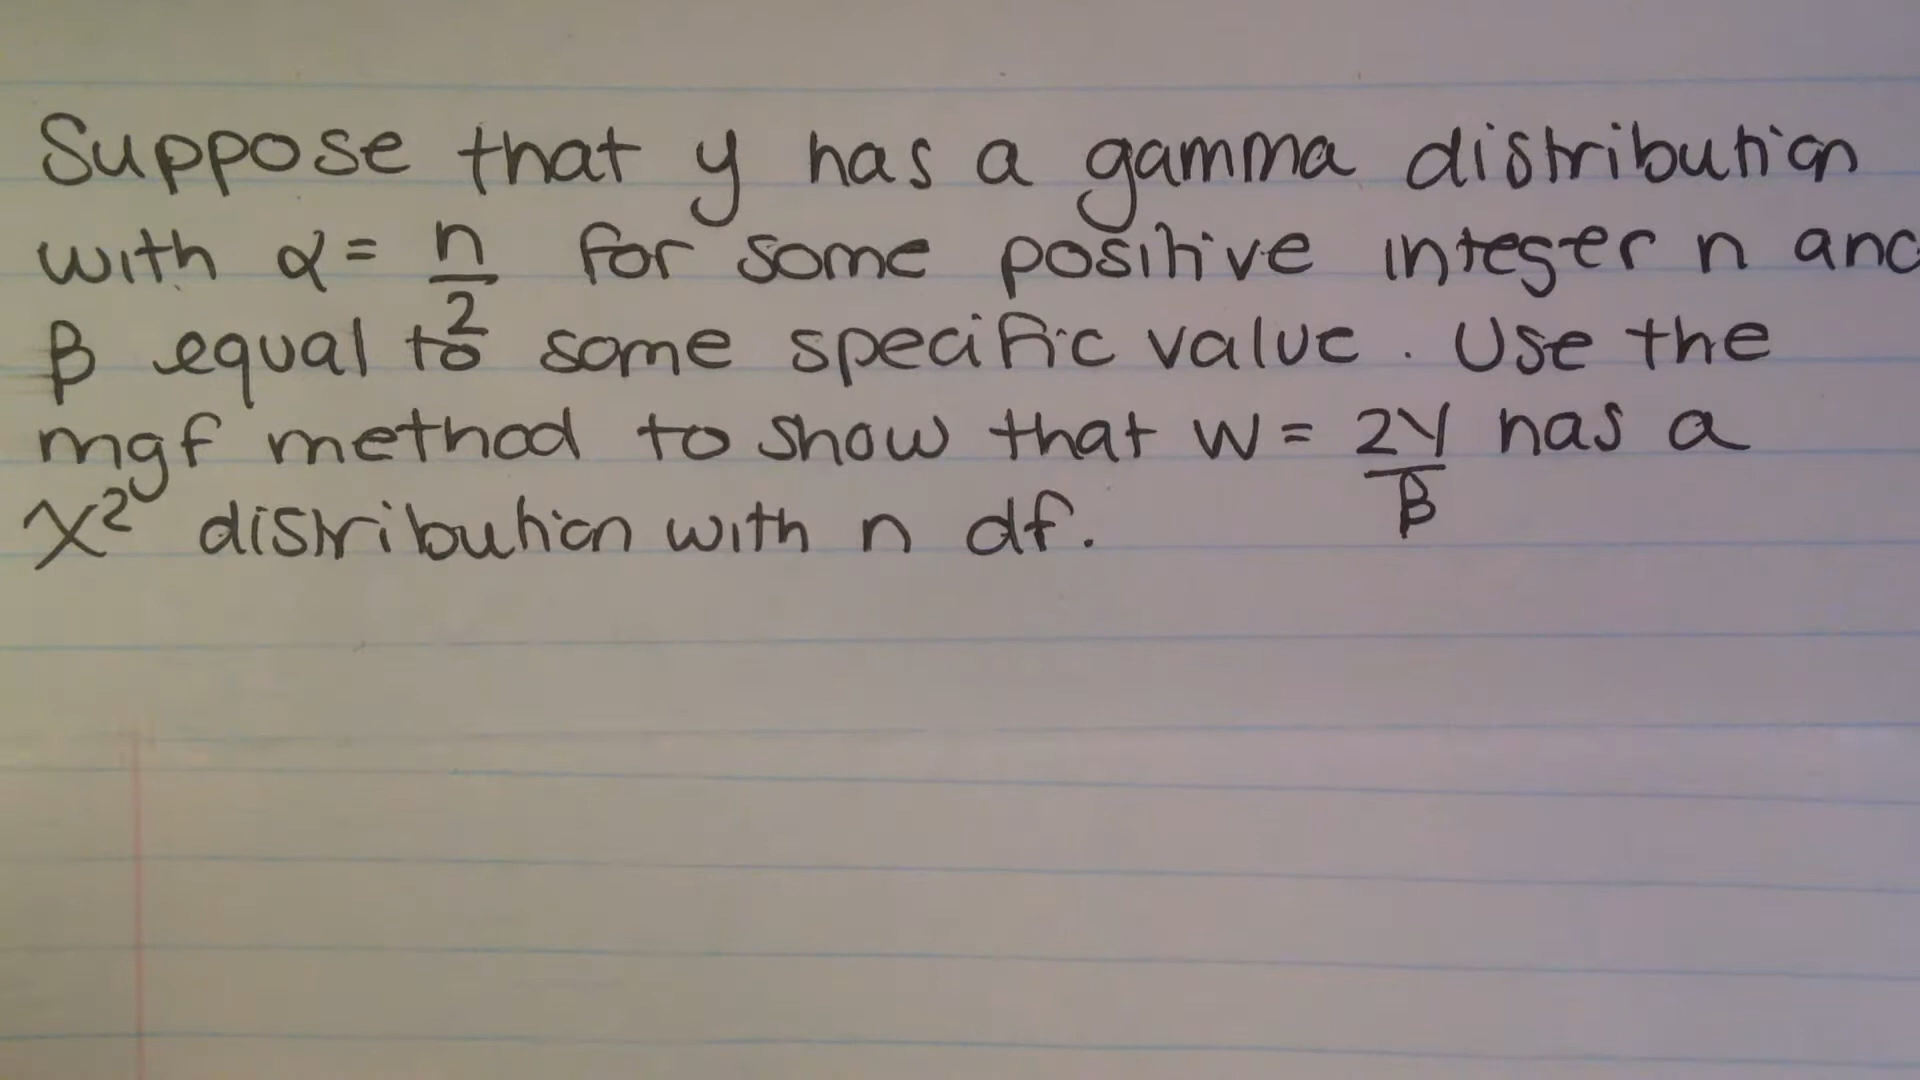 Suppose that y has a gamma distribution
with α = n/2 for some positive integer n and
β equal to some specific value. Use the
mgf method to show that W = 2Y/β has a
χ² distribution with n df.